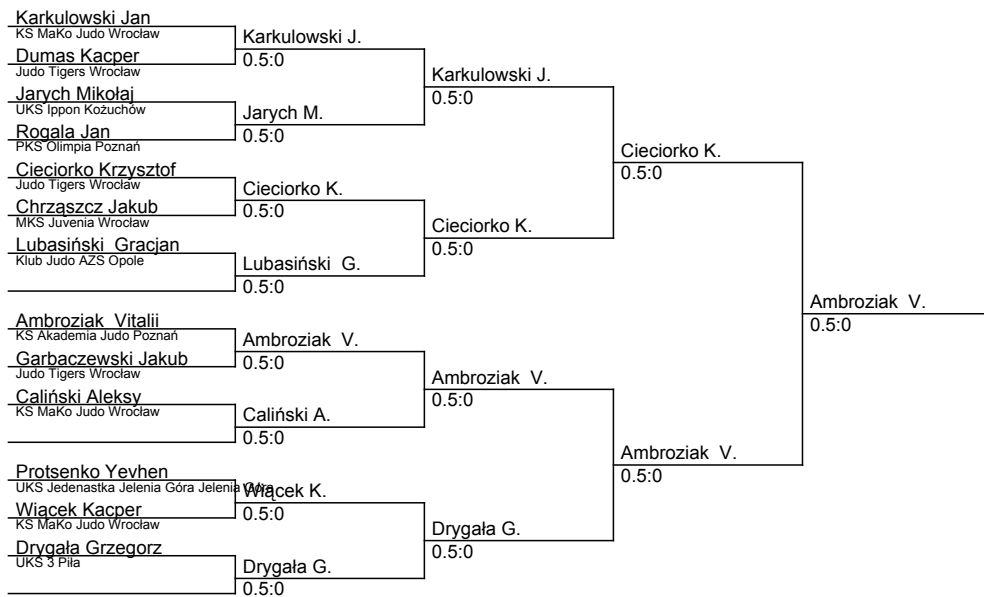 Karkulowski Jan
KS MaKo Judo Wrocław
Dumas Kacper
Judo Tigers Wrocław
Jarych Mikołaj
UKS Ippon Kożuchów
Rogala Jan
PKS Olimpia Poznań
Cieciorko Krzysztof
Judo Tigers Wrocław
Chrząszcz Jakub
MKS Juvenia Wrocław
Lubasiński  Gracjan
Klub Judo AZS Opole
Ambroziak  Vitalii
KS Akademia Judo Poznań
Garbaczewski Jakub
Judo Tigers Wrocław
Caliński Aleksy
KS MaKo Judo Wrocław
Protsenko Yevhen
UKS Jedenastka Jelenia Góra Jelenia Góra
Wiącek Kacper
KS MaKo Judo Wrocław
Drygała Grzegorz
UKS 3 Piła
Karkulowski J.
0.5:0
Jarych M.
0.5:0
Cieciorko K.
0.5:0
Lubasiński  G.
0.5:0
Ambroziak  V.
0.5:0
Caliński A.
0.5:0
Wiącek K.
0.5:0
Drygała G.
0.5:0
Karkulowski J.
0.5:0
Cieciorko K.
0.5:0
Ambroziak  V.
0.5:0
Drygała G.
0.5:0
Cieciorko K.
0.5:0
Ambroziak  V.
0.5:0
Ambroziak  V.
0.5:0